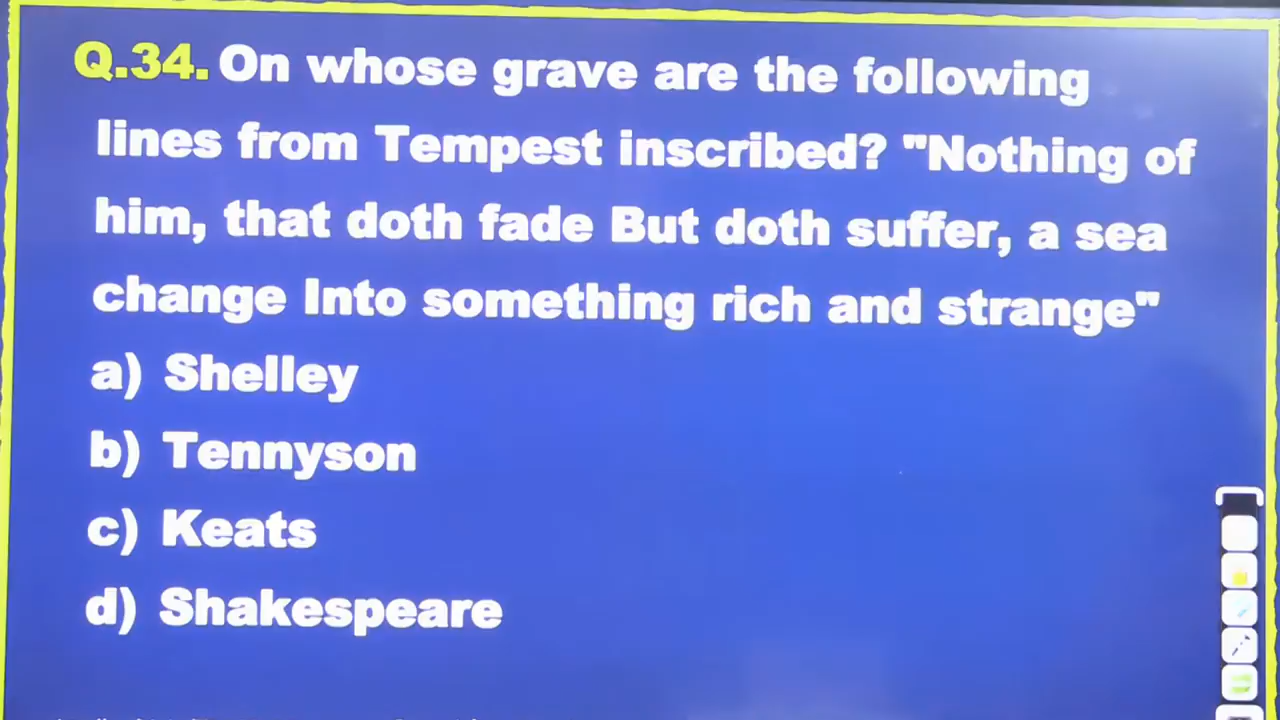 Q.34. On whose grave are the following
lines from Tempest inscribed? "Nothing of
him, that doth fade But doth suffer, a sea
change Into something rich and strange"
a) Shelley
b) Tennyson
c) Keats
d) Shakespeare